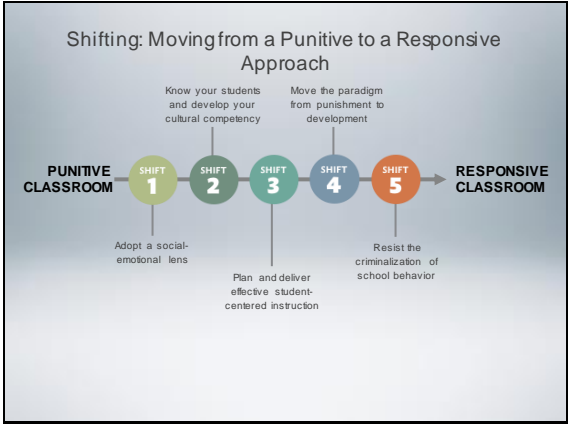 Shifting: Moving from a Punitive to a Responsive
Approach
Know your students
and develop your
cultural competency
Move the paradigm
from punishment to
development
PUNITIVE
CLASSROOM
SHIFT
1
SHIFT
2
SHIFT
3
SHIFT
4
SHIFT
5
RESPONSIVE
CLASSROOM
Adopt a social-
emotional lens
Plan and deliver
effective student-
centered instruction
Resist the
criminalization of
school behavior